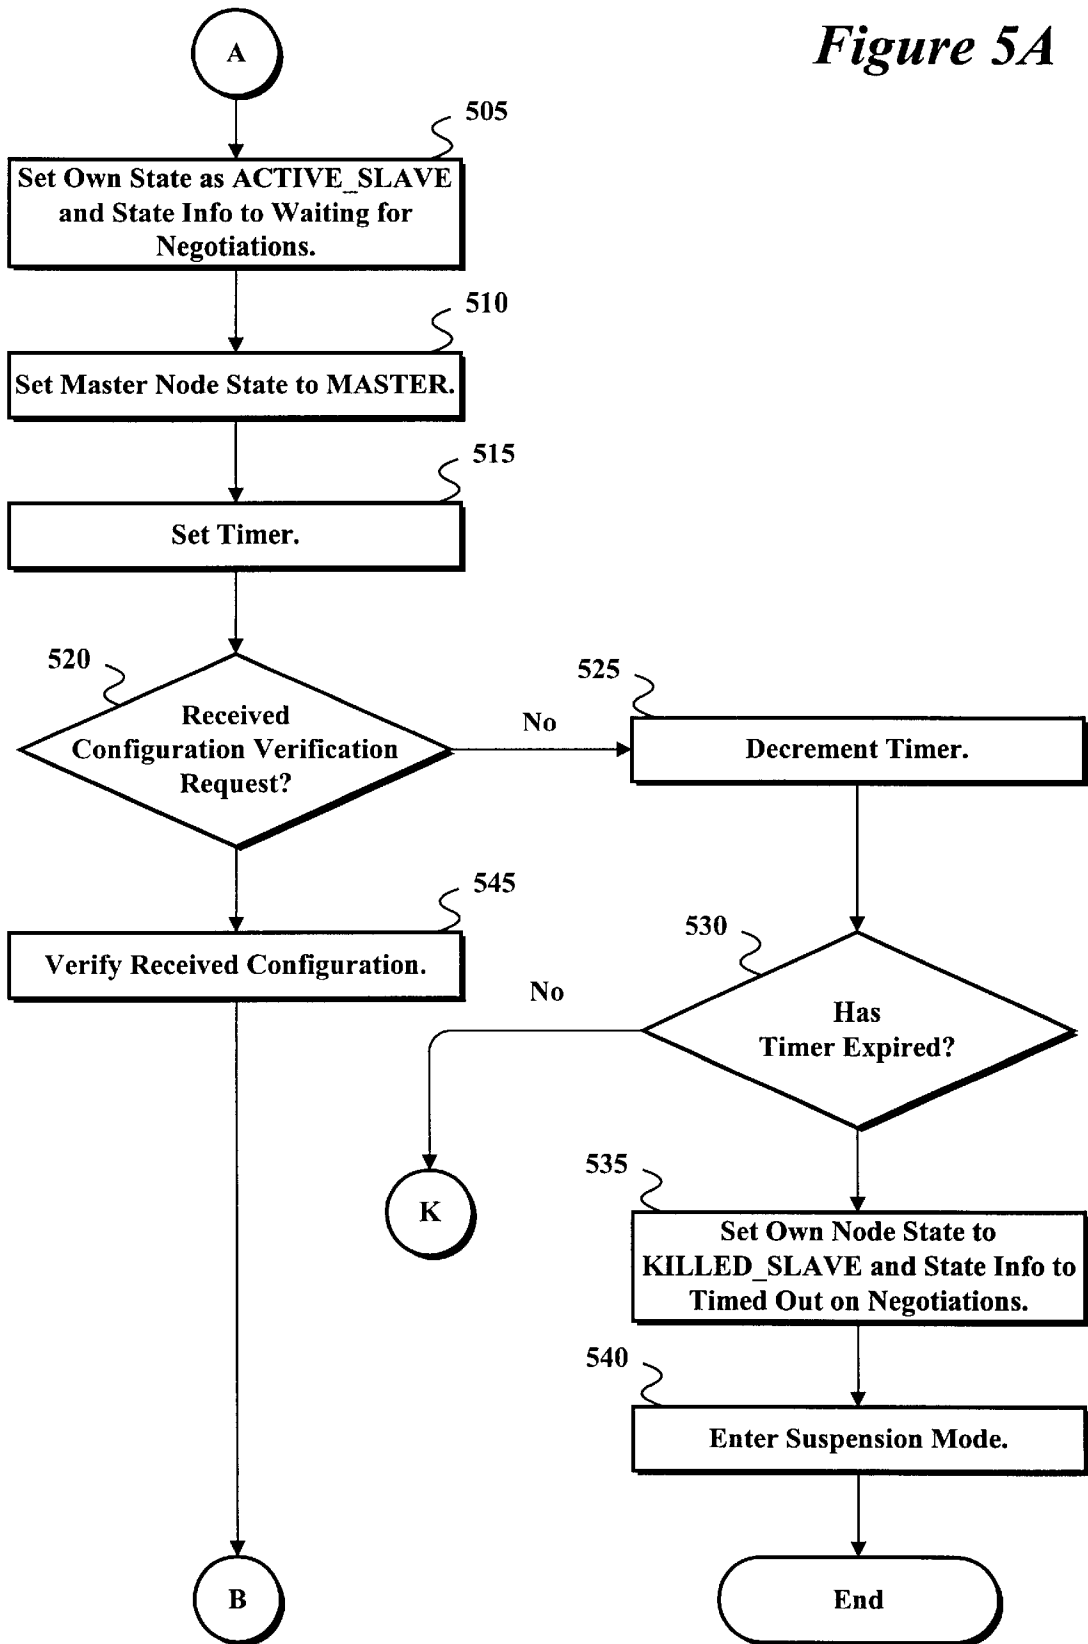 Figure 5A
A
505
Set Own State as ACTIVE_SLAVE
and State Info to Waiting for
Negotiations.
510
Set Master Node State to MASTER.
515
Set Timer.
520
Received
Configuration Verification
Request?
No
525
Decrement Timer.
545
Verify Received Configuration.
530
Has
Timer Expired?
No
K
535
Set Own Node State to
KILLED_SLAVE and State Info to
Timed Out on Negotiations.
540
Enter Suspension Mode.
B
End